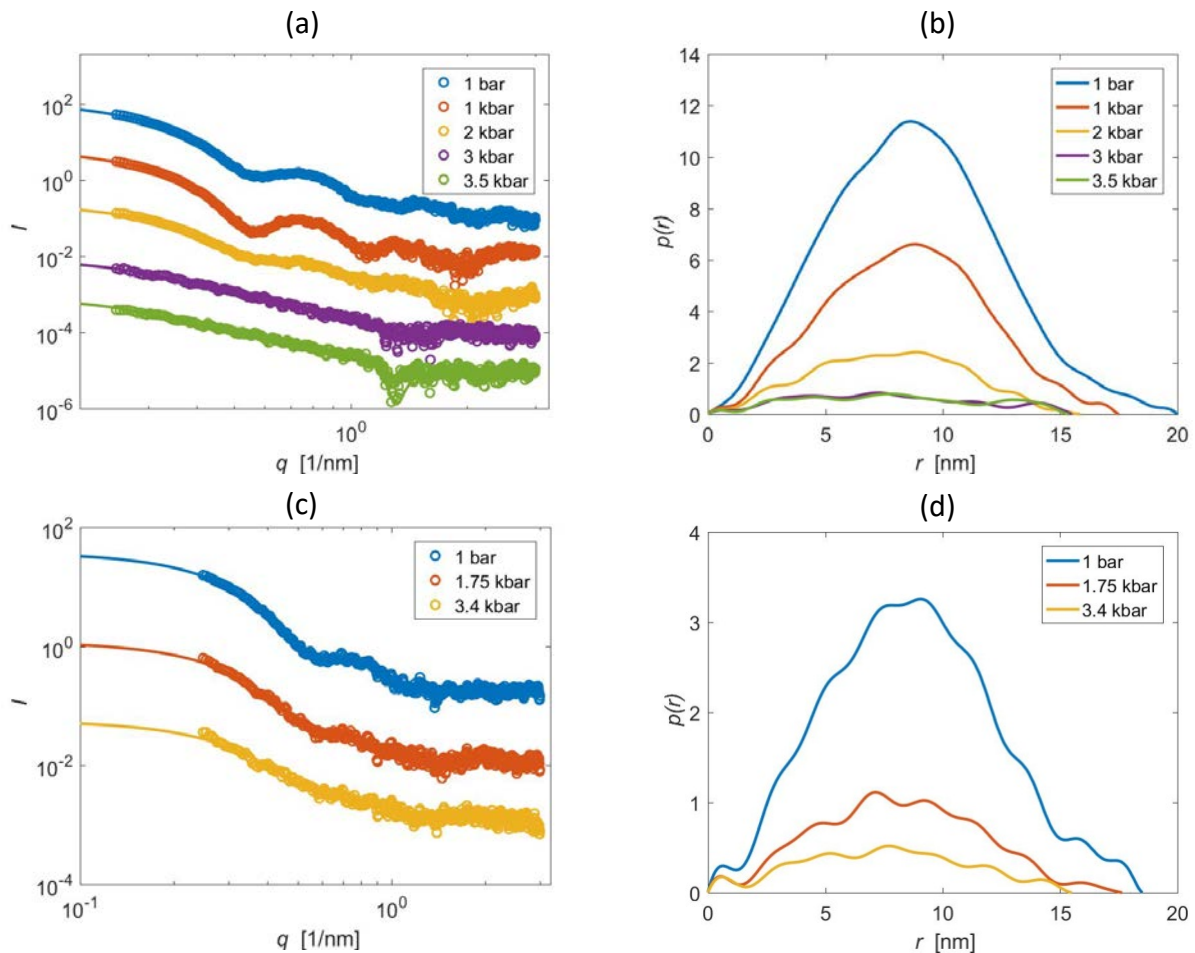 (a)
10^2
10^0
10^-2
10^-4
10^-6
I
10^0
q [1/nm]
1 bar
1 kbar
2 kbar
3 kbar
3.5 kbar
(b)
14
12
10
8
6
4
2
0
p(r)
0 5 10 15 20
r [nm]
1 bar
1 kbar
2 kbar
3 kbar
3.5 kbar
(c)
10^2
10^0
10^-2
10^-4
I
10^-1 10^0
q [1/nm]
1 bar
1.75 kbar
3.4 kbar
(d)
4
3
2
1
0
p(r)
0 5 10 15 20
r [nm]
1 bar
1.75 kbar
3.4 kbar